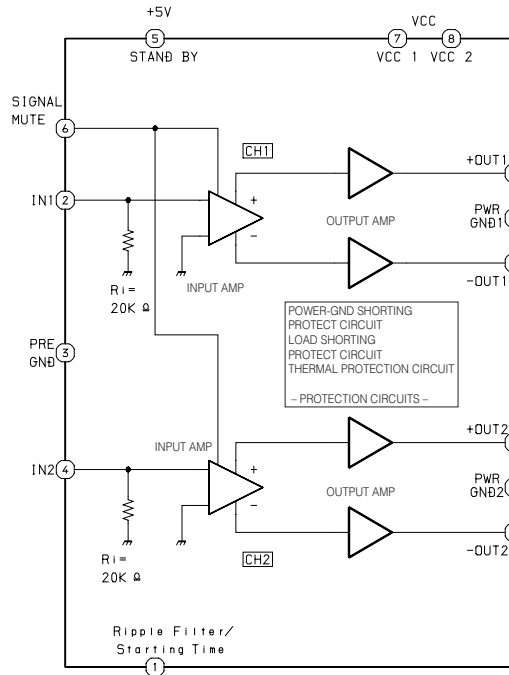 +5V
VCC
5
7
8
STAND BY
VCC 1
VCC 2
SIGNAL
MUTE
6
CH1
+OUT1
IN1
2
+
OUTPUT AMP
PWR
GND1
−
−OUT1
Ri=
20K Ω
INPUT AMP
POWER-GND SHORTING
PROTECT CIRCUIT
LOAD SHORTING
PROTECT CIRCUIT
THERMAL PROTECTION CIRCUIT
– PROTECTION CIRCUITS –
PRE
GND
3
INPUT AMP
+OUT2
IN2
4
+
OUTPUT AMP
PWR
GND2
−
−OUT2
Ri=
20K Ω
CH2
Ripple Filter/
Starting Time
1